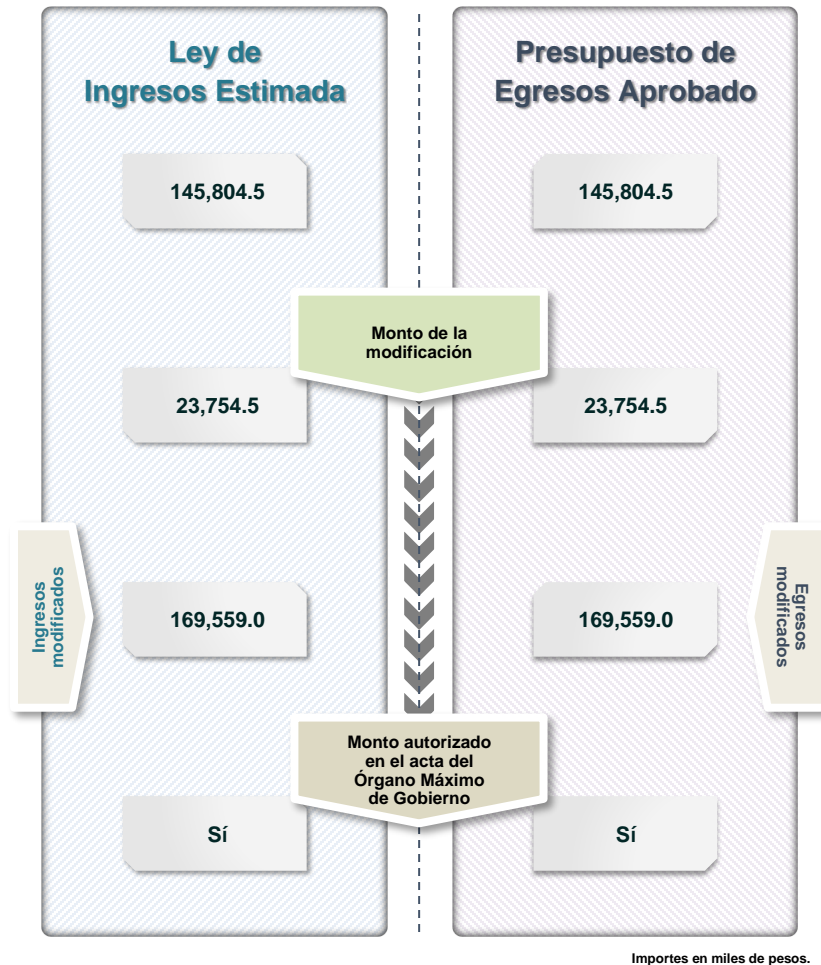 Ley de
Ingresos Estimada
Presupuesto de
Egresos Aprobado
145,804.5
145,804.5
Monto de la
modificación
23,754.5
23,754.5
Ingresos
modificados
169,559.0
169,559.0
Egresos
modificados
Monto autorizado
en el acta del
Órgano Máximo
de Gobierno
Sí
Sí
Importes en miles de pesos.